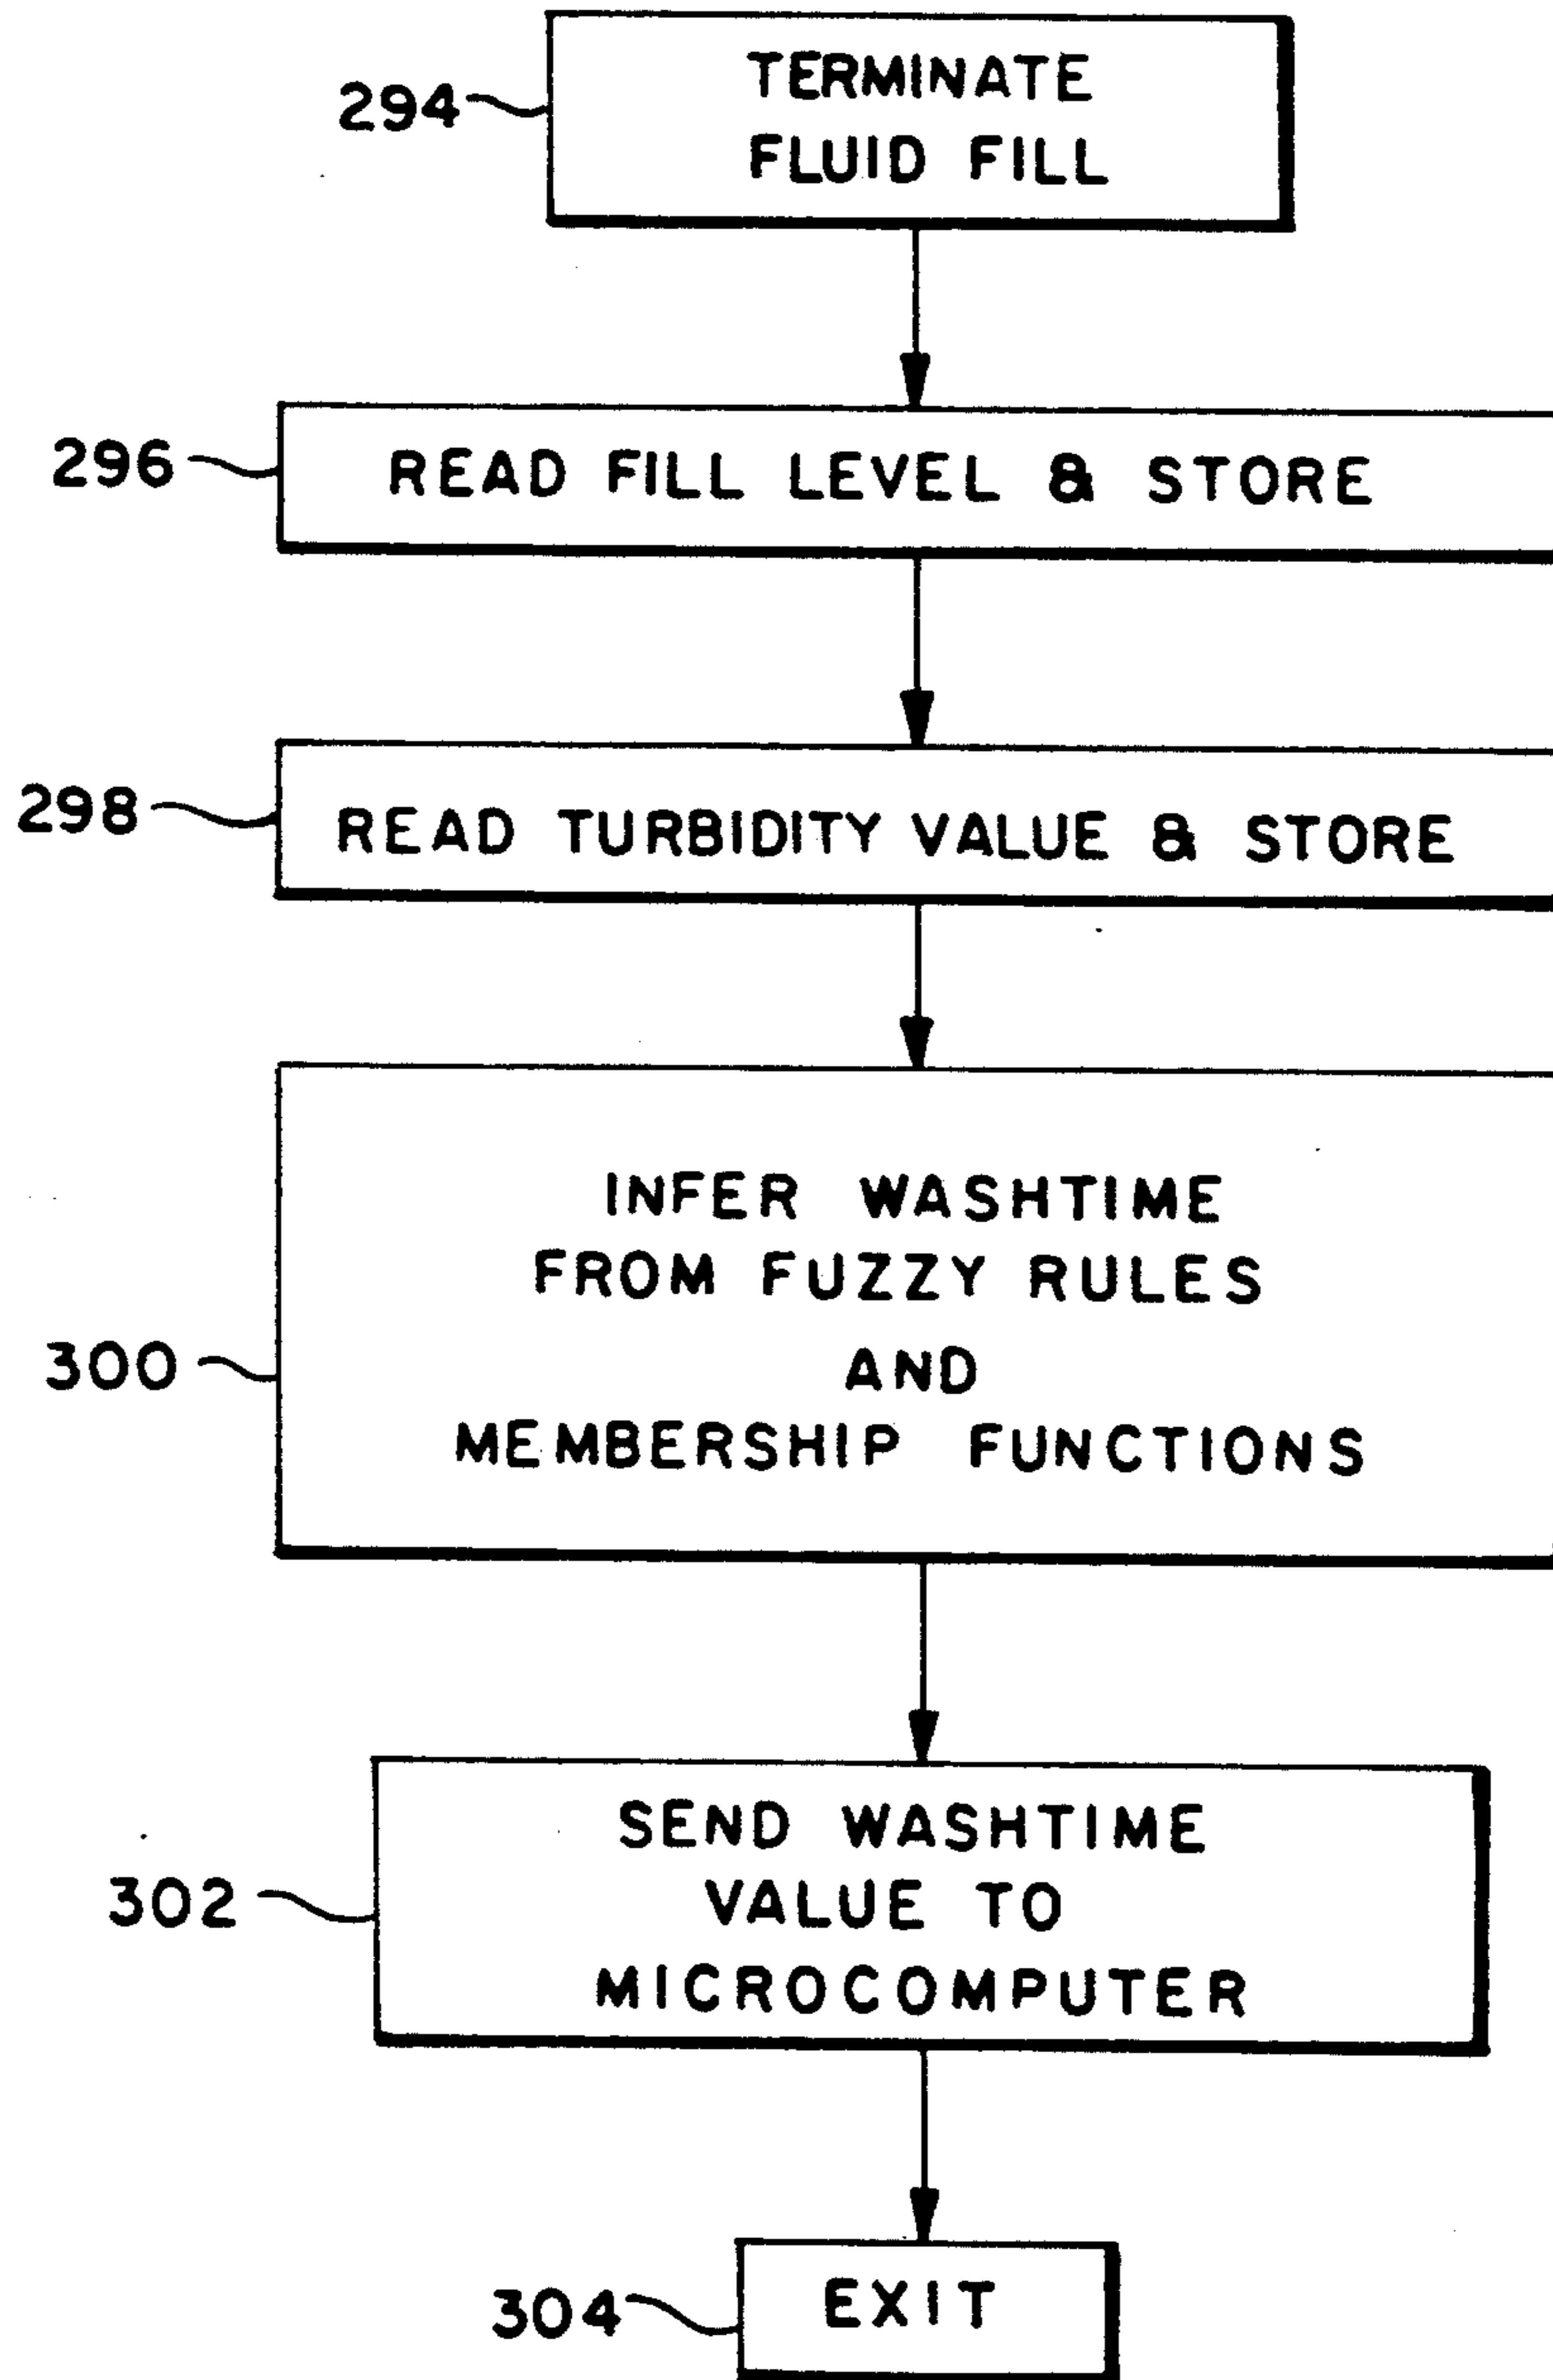 294
TERMINATE
FLUID FILL
296
READ FILL LEVEL & STORE
298
READ TURBIDITY VALUE & STORE
INFER WASHTIME
FROM FUZZY RULES
300
AND
MEMBERSHIP FUNCTIONS
SEND WASHTIME
302
VALUE TO
MICROCOMPUTER
304
EXIT